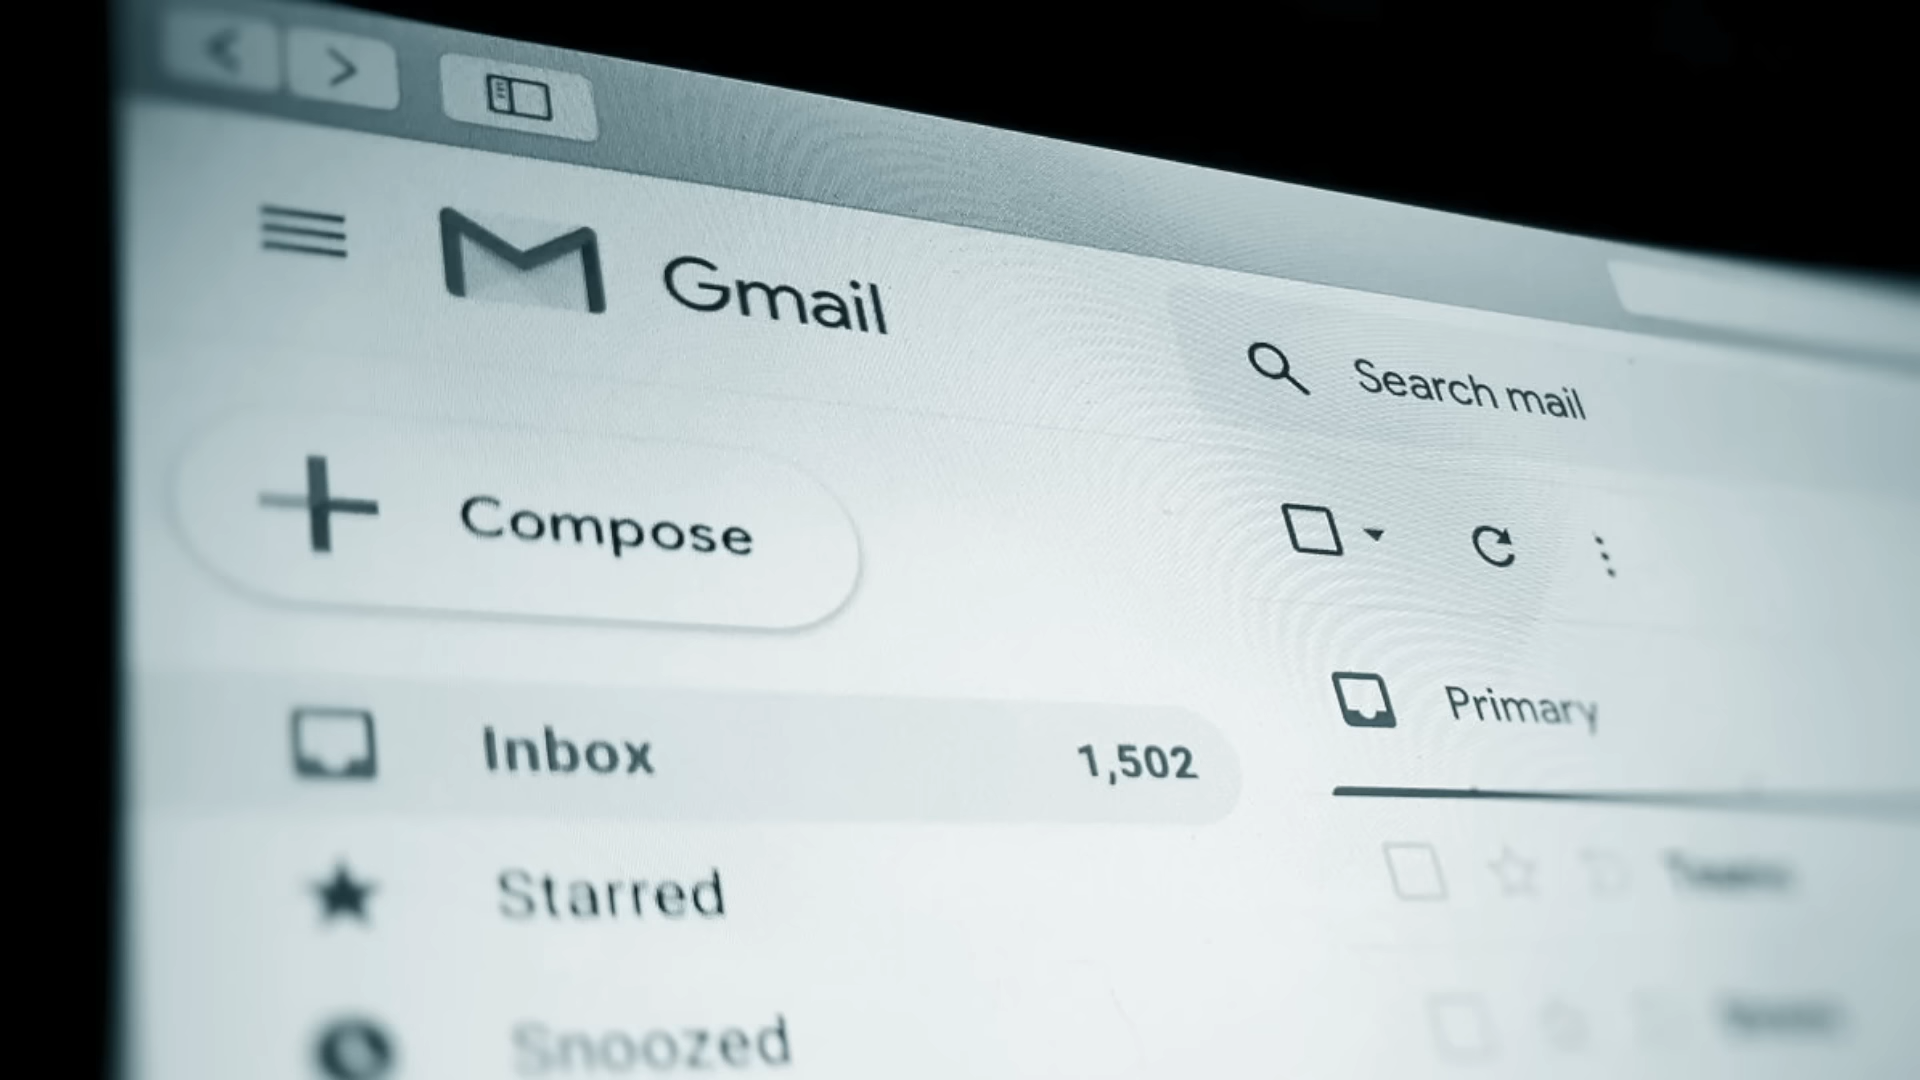 Gmail
Search mail
Compose
Primary
Inbox 1,502
Starred
Snoozed